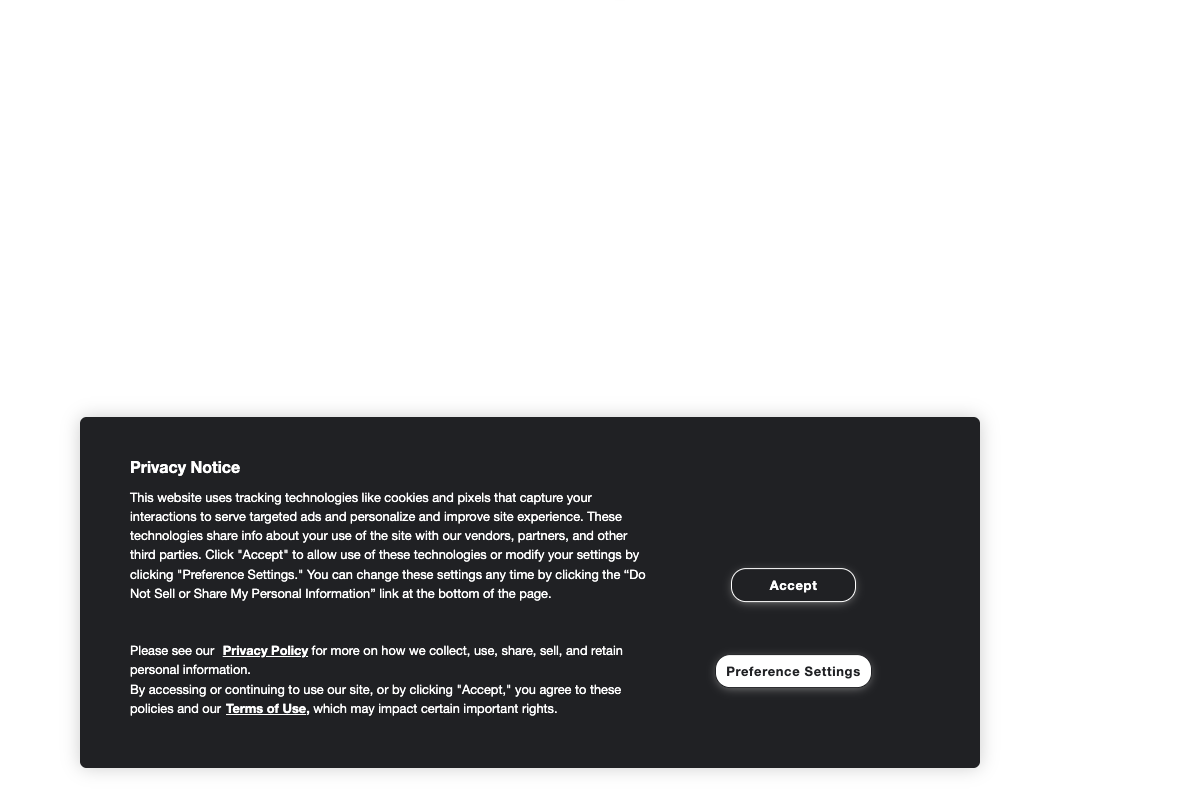 Privacy Notice
This website uses tracking technologies like cookies and pixels that capture your
interactions to serve targeted ads and personalize and improve site experience. These
technologies share info about your use of the site with our vendors, partners, and other
third parties. Click "Accept" to allow use of these technologies or modify your settings by
clicking "Preference Settings." You can change these settings any time by clicking the “Do
Not Sell or Share My Personal Information” link at the bottom of the page.
Please see our Privacy Policy for more on how we collect, use, share, sell, and retain
personal information.
By accessing or continuing to use our site, or by clicking "Accept," you agree to these
policies and our Terms of Use, which may impact certain important rights.
Accept
Preference Settings